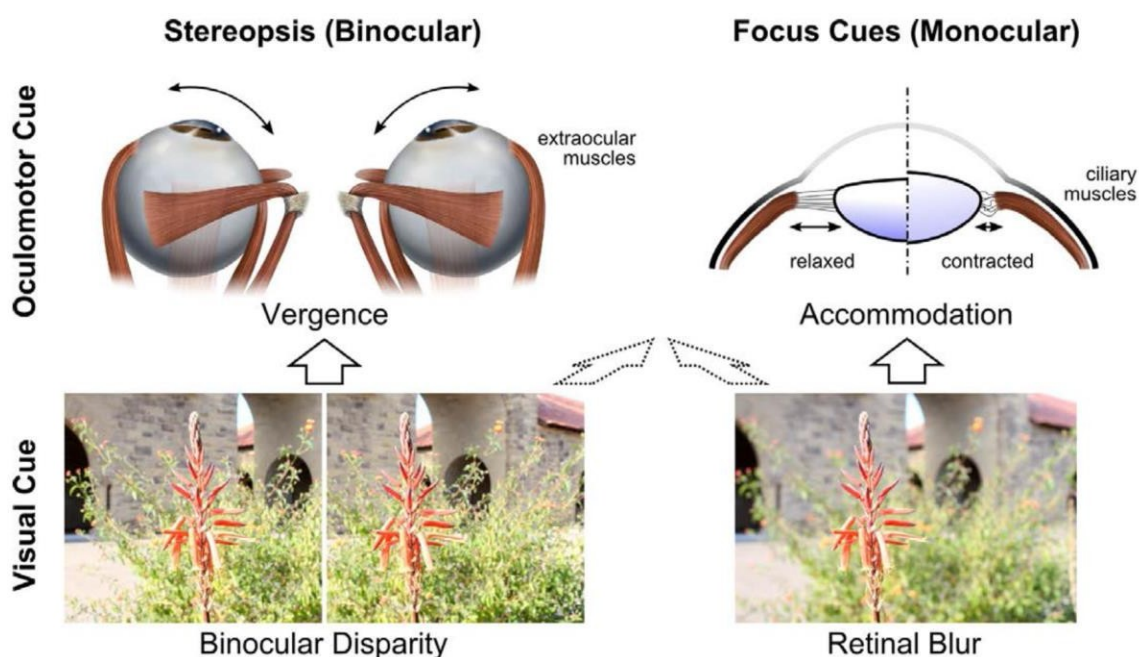 Stereopsis (Binocular)
Focus Cues (Monocular)
Oculomotor Cue
extraocular
muscles
ciliary
muscles
relaxed
contracted
Vergence
Accommodation
Visual Cue
Binocular Disparity
Retinal Blur